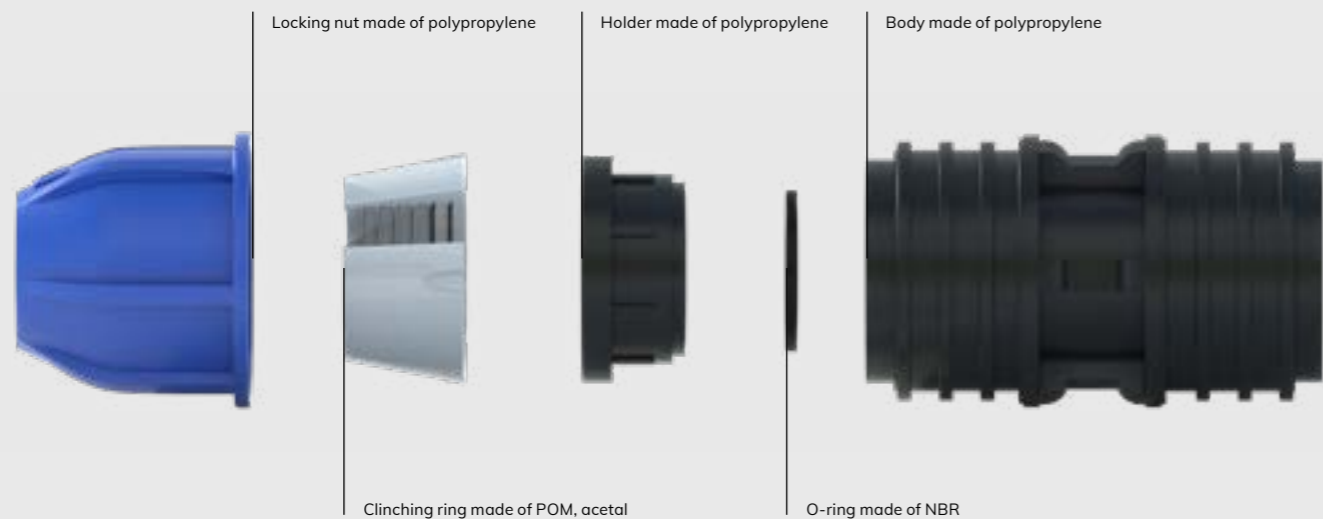 Locking nut made of polypropylene
Holder made of polypropylene
Body made of polypropylene
Clinching ring made of POM, acetal
O-ring made of NBR